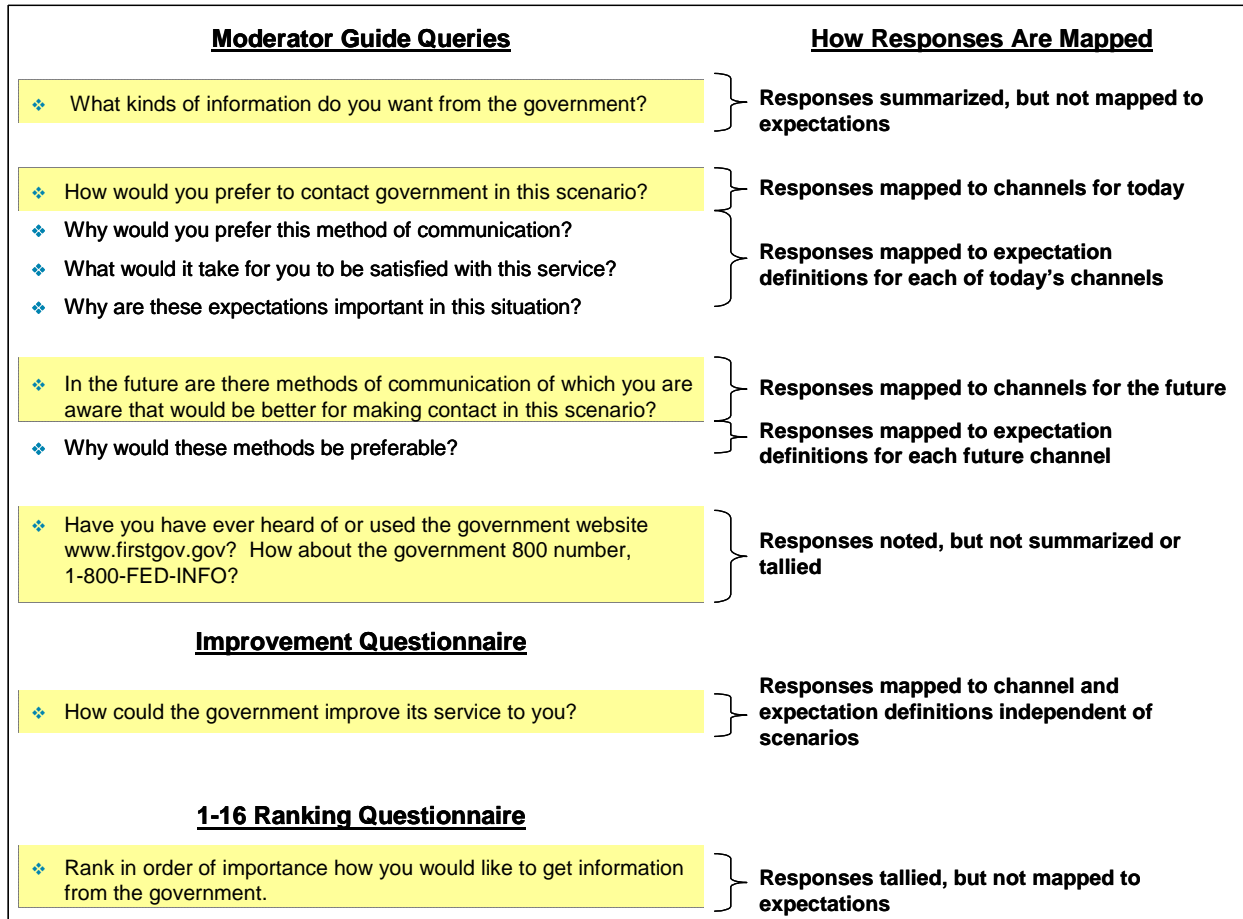 Moderator Guide Queries
How Responses Are Mapped
❖ What kinds of information do you want from the government?
Responses summarized, but not mapped to
expectations
❖ How would you prefer to contact government in this scenario?
Responses mapped to channels for today
❖ Why would you prefer this method of communication?
❖ What would it take for you to be satisfied with this service?
❖ Why are these expectations important in this situation?
Responses mapped to expectation
definitions for each of today's channels
❖ In the future are there methods of communication of which you are
aware that would be better for making contact in this scenario?
Responses mapped to channels for the future
❖ Why would these methods be preferable?
Responses mapped to expectation
definitions for each future channel
❖ Have you have ever heard of or used the government website
www.firstgov.gov? How about the government 800 number,
1-800-FED-INFO?
Responses noted, but not summarized or
tallied
Improvement Questionnaire
❖ How could the government improve its service to you?
Responses mapped to channel and
expectation definitions independent of
scenarios
1-16 Ranking Questionnaire
❖ Rank in order of importance how you would like to get information
from the government.
Responses tallied, but not mapped to
expectations